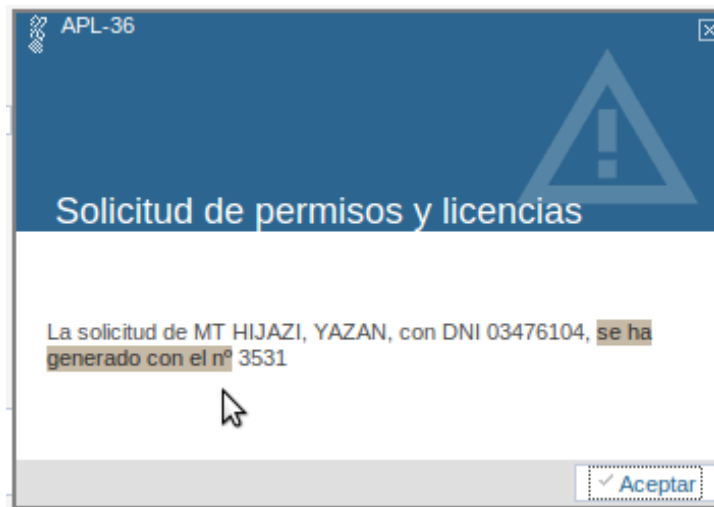 APL-36
Solicitud de permisos y licencias
La solicitud de MT HIJAZI, YAZAN, con DNI 03476104, se ha
generado con el nº 3531
Aceptar